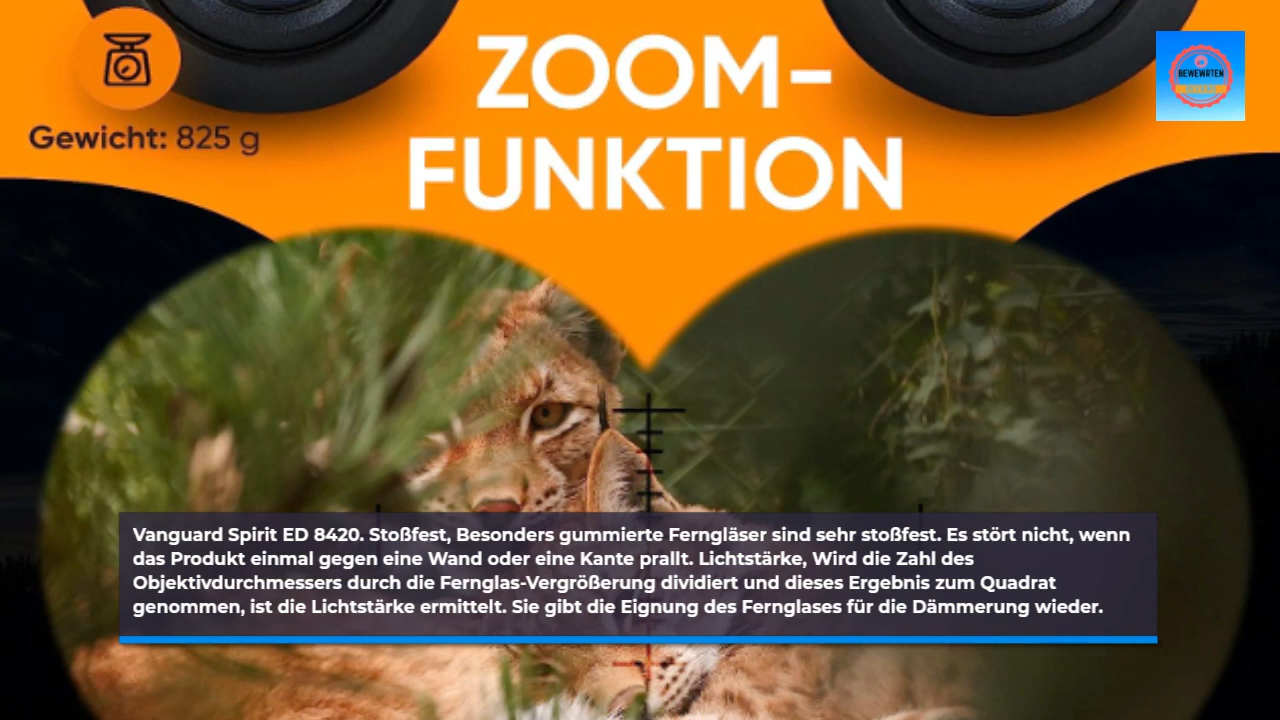 ZOOM-
FUNKTION
Gewicht: 825 g
BEWEWRTEN
Vanguard Spirit ED 8420. Stoßfest, Besonders gummierte Ferngläser sind sehr stoßfest. Es stört nicht, wenn
das Produkt einmal gegen eine Wand oder eine Kante prallt. Lichtstärke, Wird die Zahl des
Objektivdurchmessers durch die Fernglas-Vergrößerung dividiert und dieses Ergebnis zum Quadrat
genommen, ist die Lichtstärke ermittelt. Sie gibt die Eignung des Fernglases für die Dämmerung wieder.